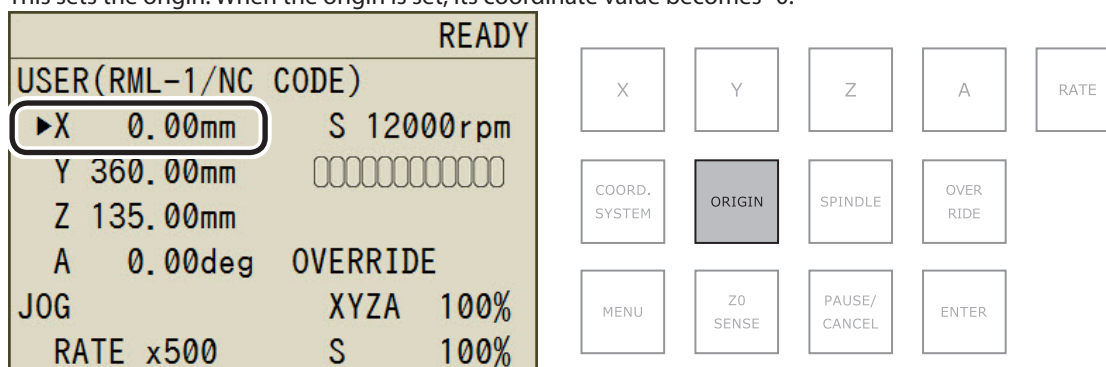 This sets the origin. When the origin is set, its coordinate value becomes "0."
READY
USER(RML-1/NC CODE)
▶X 0.00mm S 12000rpm
Y 360.00mm
Z 135.00mm
A 0.00deg OVERRIDE
JOG XYZA 100%
RATE x500 S 100%
X Y Z A RATE
COORD. SYSTEM ORIGIN SPINDLE OVER RIDE
MENU Z0 SENSE PAUSE/ CANCEL ENTER